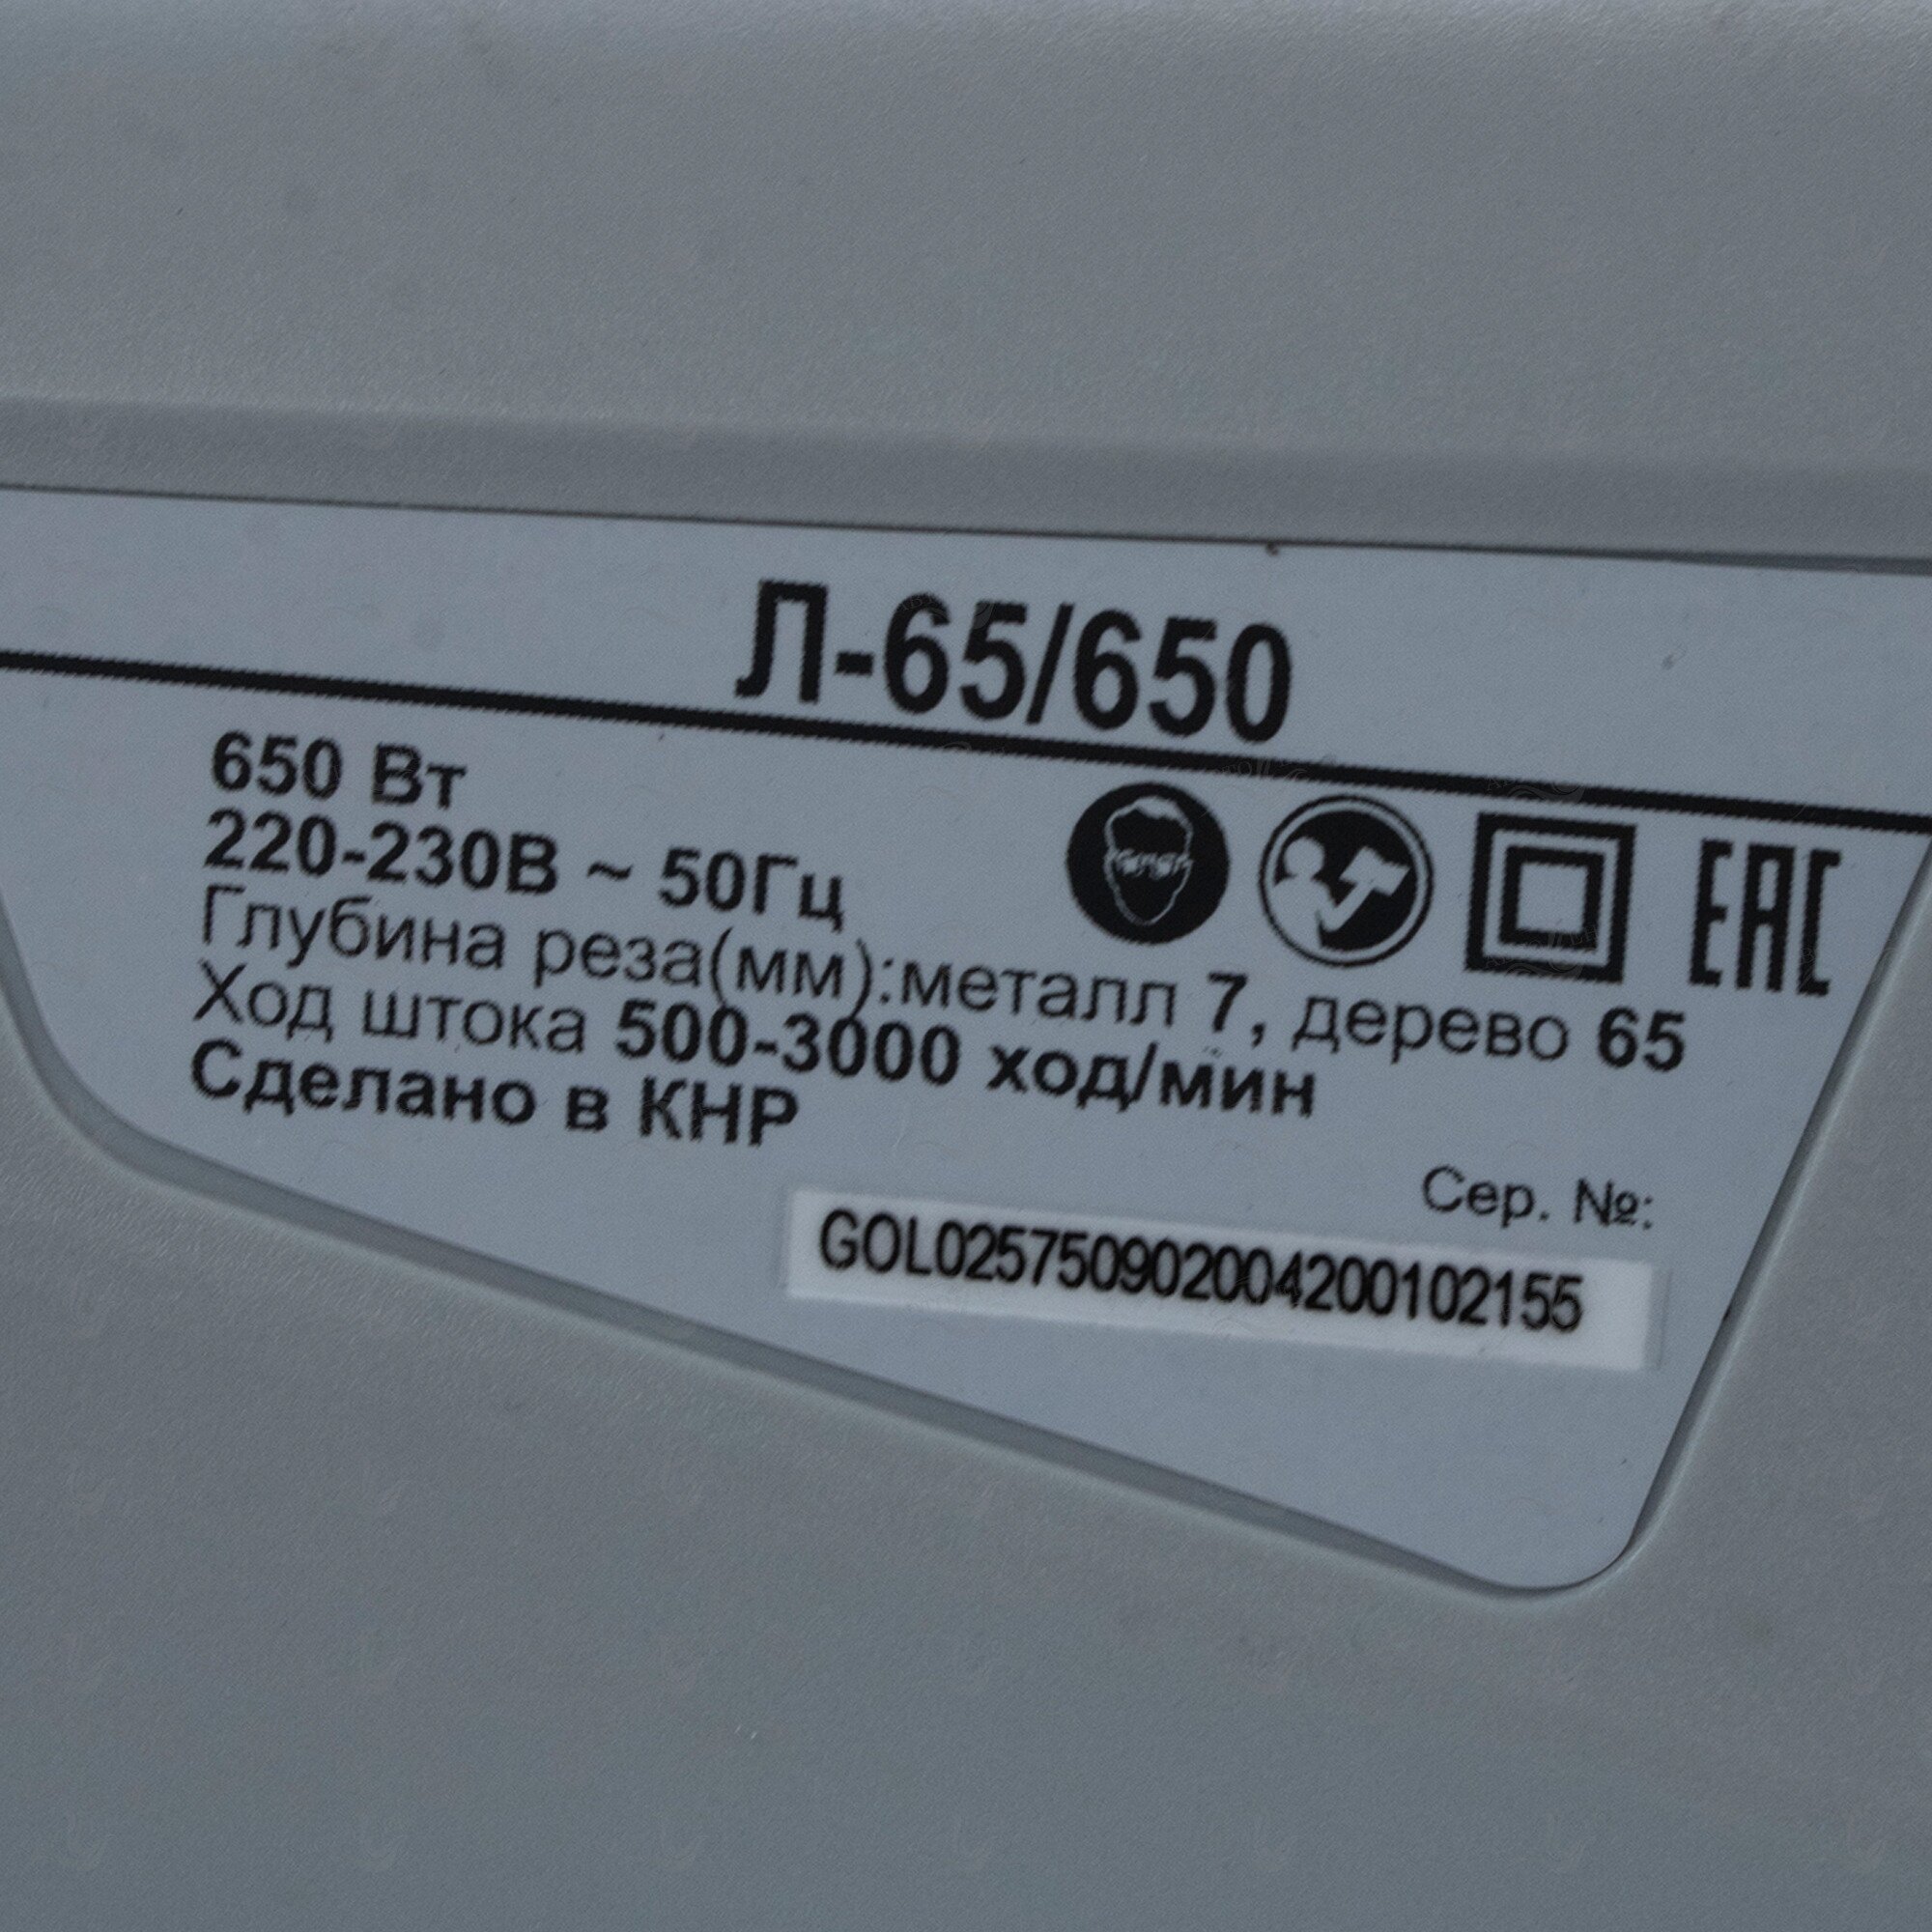 Л-65/650
650 Вт
220-230В ~ 50Гц
EAC
Глубина реза(мм):металл 7, дерево 65
Ход штока 500-3000 ход/мин
Сделано в КНР
Сер. №:
GOL025750902004200102155